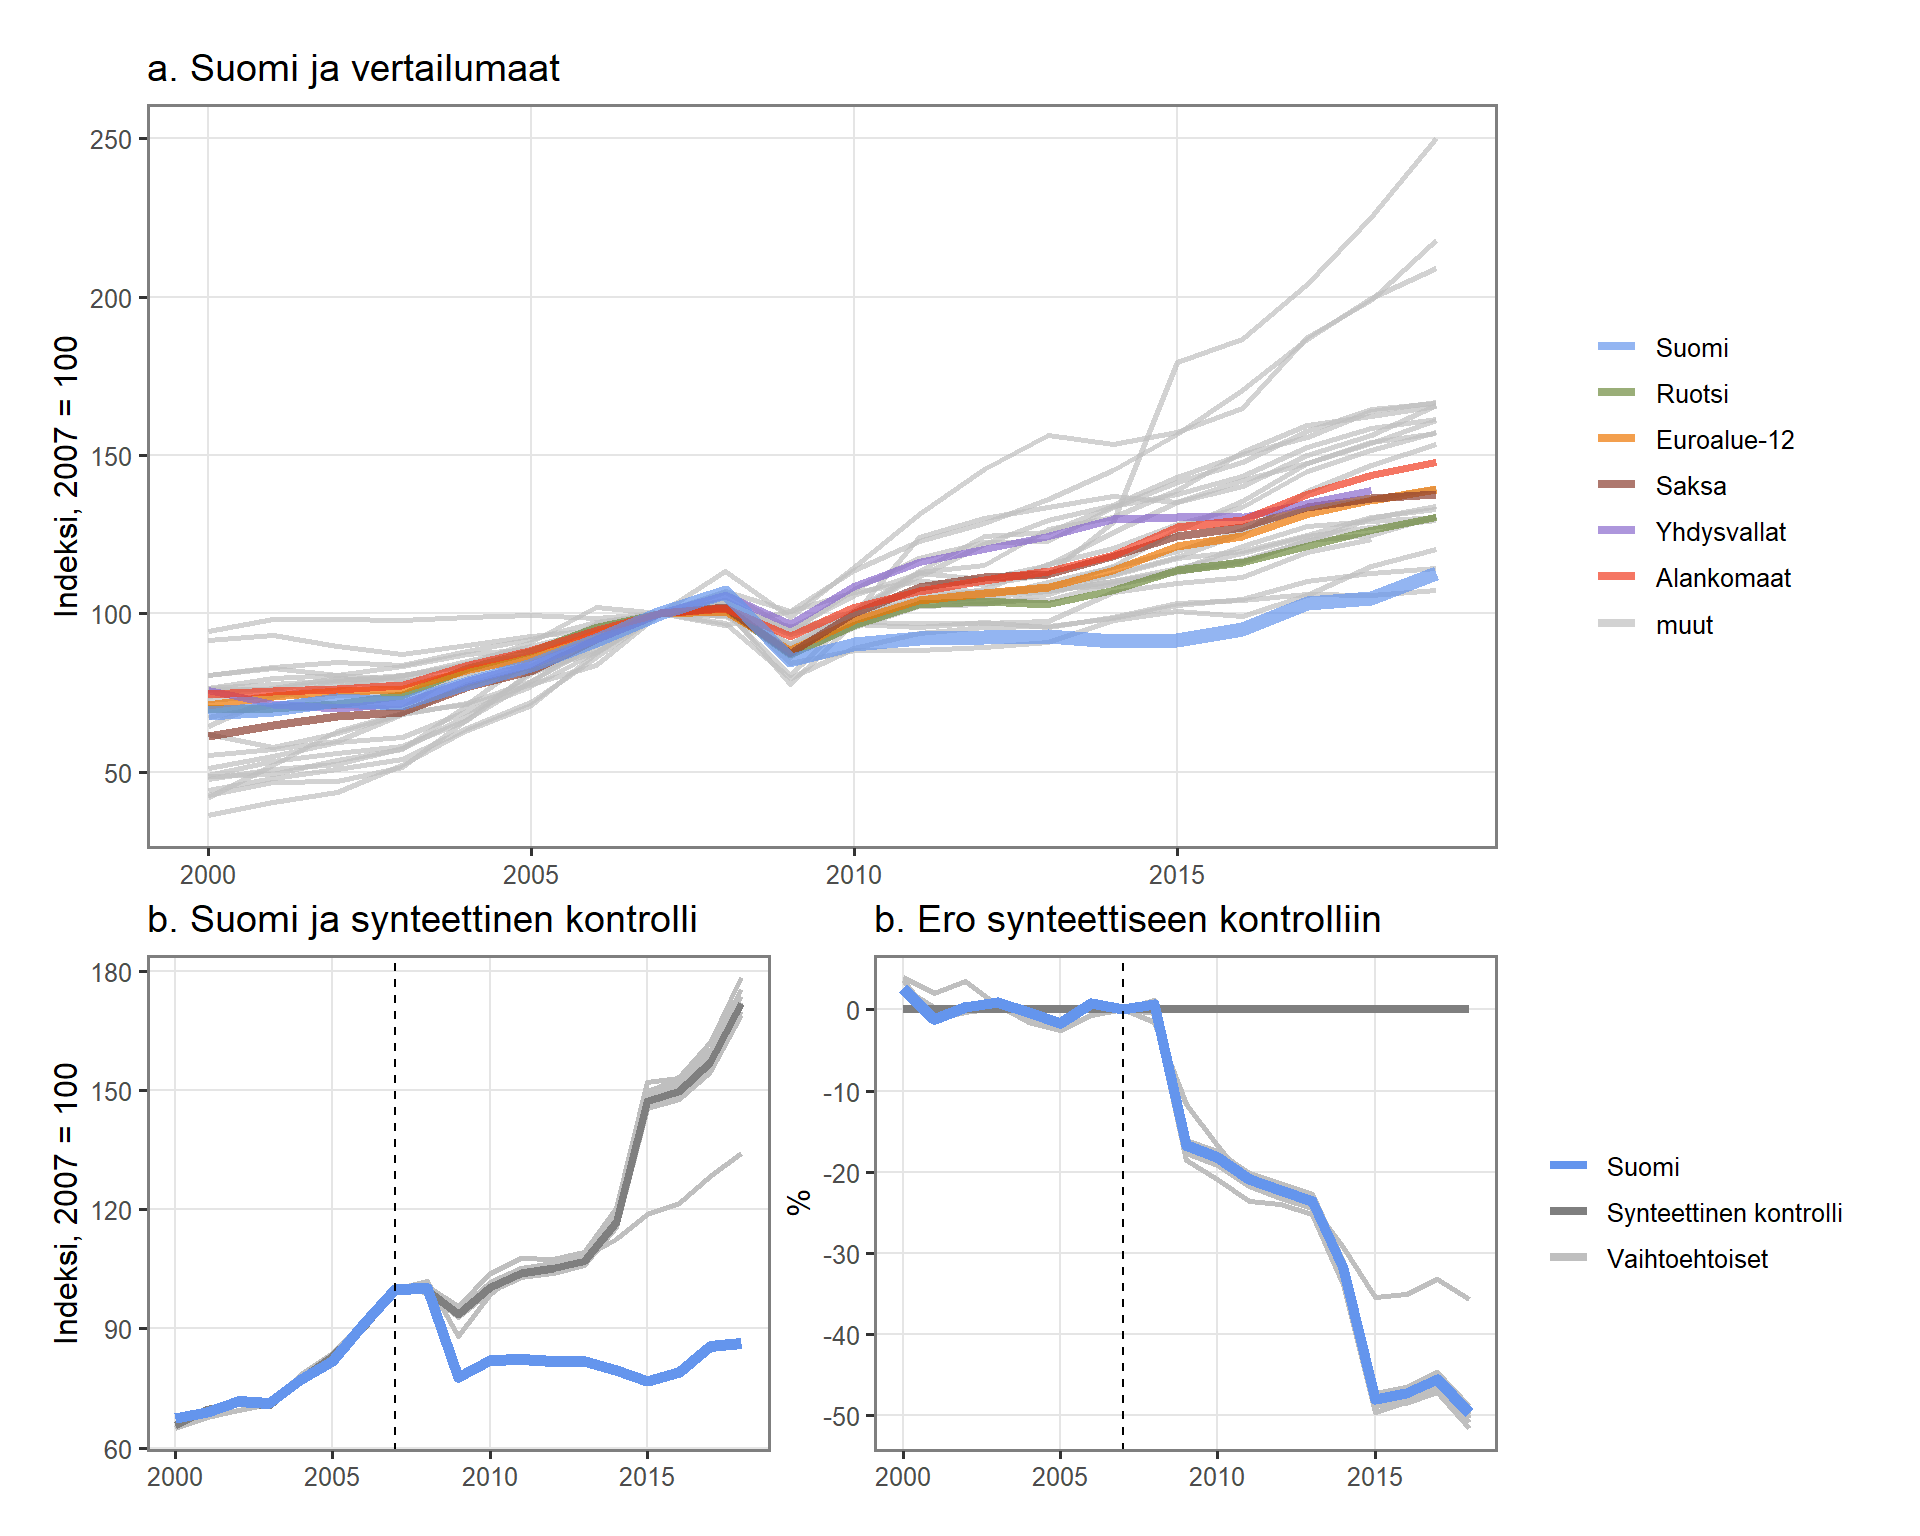 a. Suomi ja vertailumaat
Indeksi, 2007 = 100
250
200
150
100
50
2000
2005
2010
2015
Suomi
Ruotsi
Euroalue-12
Saksa
Yhdysvallat
Alankomaat
muut
b. Suomi ja synteettinen kontrolli
Indeksi, 2007 = 100
180
150
120
90
60
2000
2005
2010
2015
b. Ero synteettiseen kontrolliin
%
0
-10
-20
-30
-40
-50
2000
2005
2010
2015
Suomi
Synteettinen kontrolli
Vaihtoehtoiset